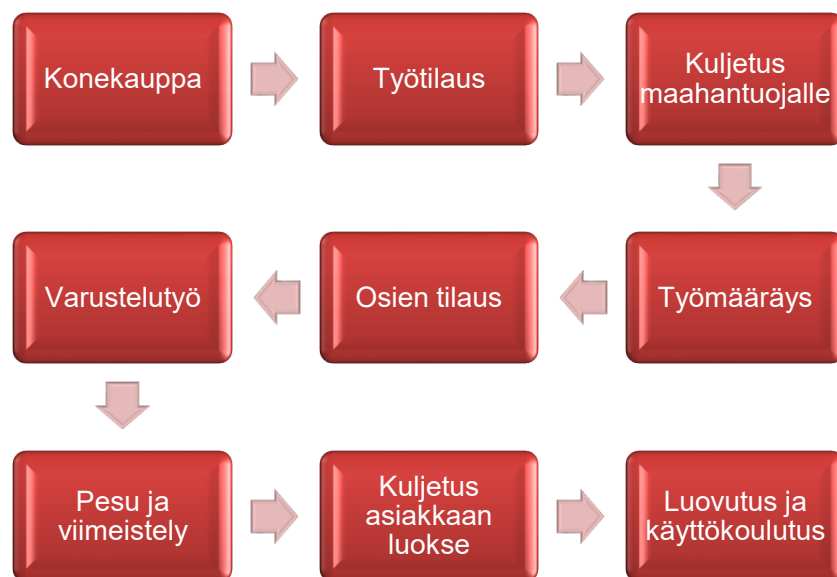 Konekauppa
Työtilaus
Kuljetus
maahantuojalle
Työmääräys
Osien tilaus
Varustelutyö
Pesu ja
viimeistely
Kuljetus
asiakkaan
luokse
Luovutus ja
käyttökoulutus